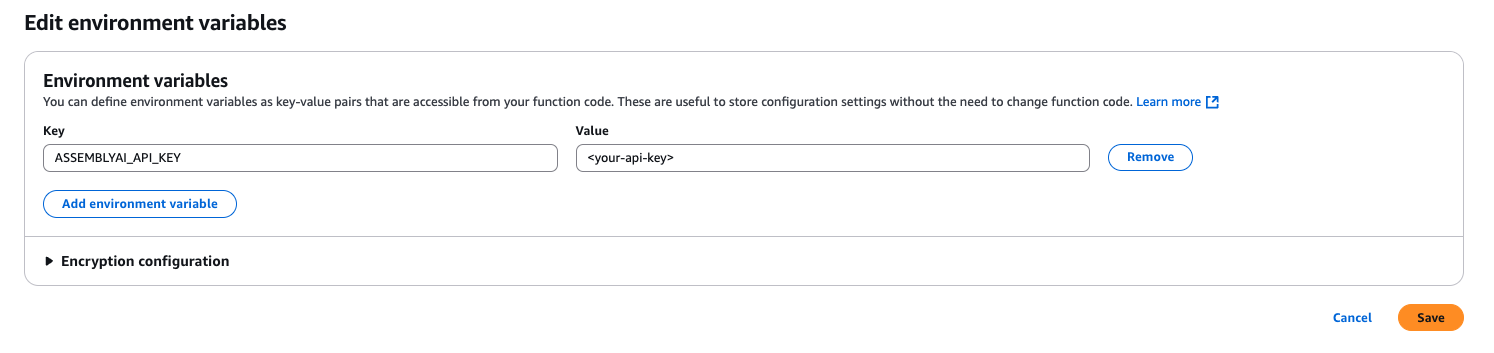 Edit environment variables
Environment variables
You can define environment variables as key-value pairs that are accessible from your function code. These are useful to store configuration settings without the need to change function code. Learn more
Key
Value
ASSEMBLYAI_API_KEY
<your-api-key>
Remove
Add environment variable
Encryption configuration
Cancel
Save